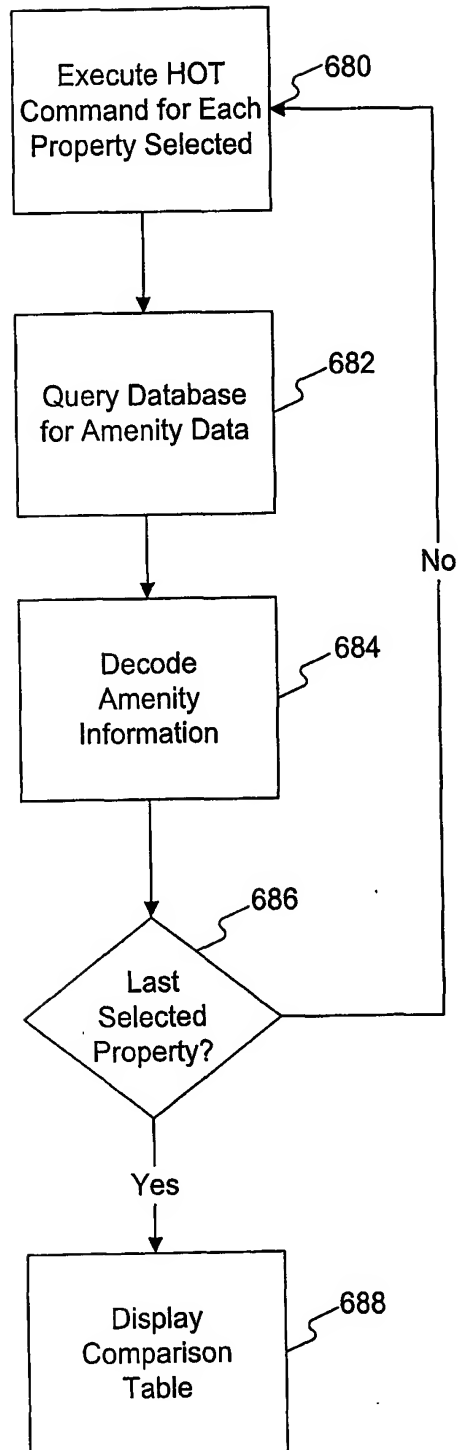 Execute HOT
Command for Each
Property Selected
680
Query Database
for Amenity Data
682
No
Decode
Amenity
Information
684
Last
Selected
Property?
686
Yes
Display
Comparison
Table
688